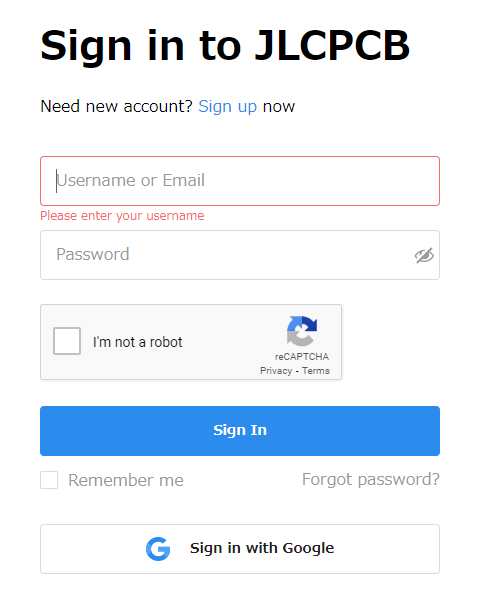 Sign in to JLCPCB
Need new account? Sign up now
Username or Email
Please enter your username
Password
I'm not a robot
reCAPTCHA
Privacy - Terms
Sign In
Remember me
Forgot password?
Sign in with Google